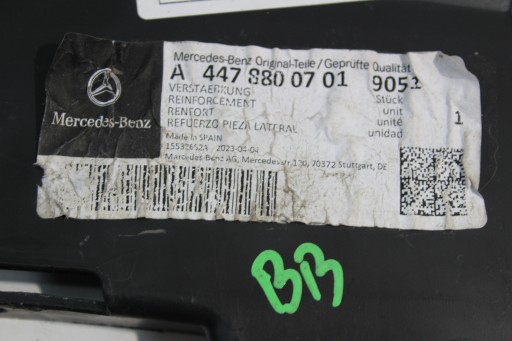 Mercedes-Benz Original-Teile/Geprüfte Qualität
A 447 880 07 01 9051
VERSTAERKUNG Stück
REINFORCEMENT unit 1
RENFORT unité
REFUERZO PIEZA LATERAL unidad
Mercedes-Benz
Made in SPAIN
2023-04-04
Mercedes-Benz AG, Mercedesstr. 120, 70372 Stuttgart, DE
BB